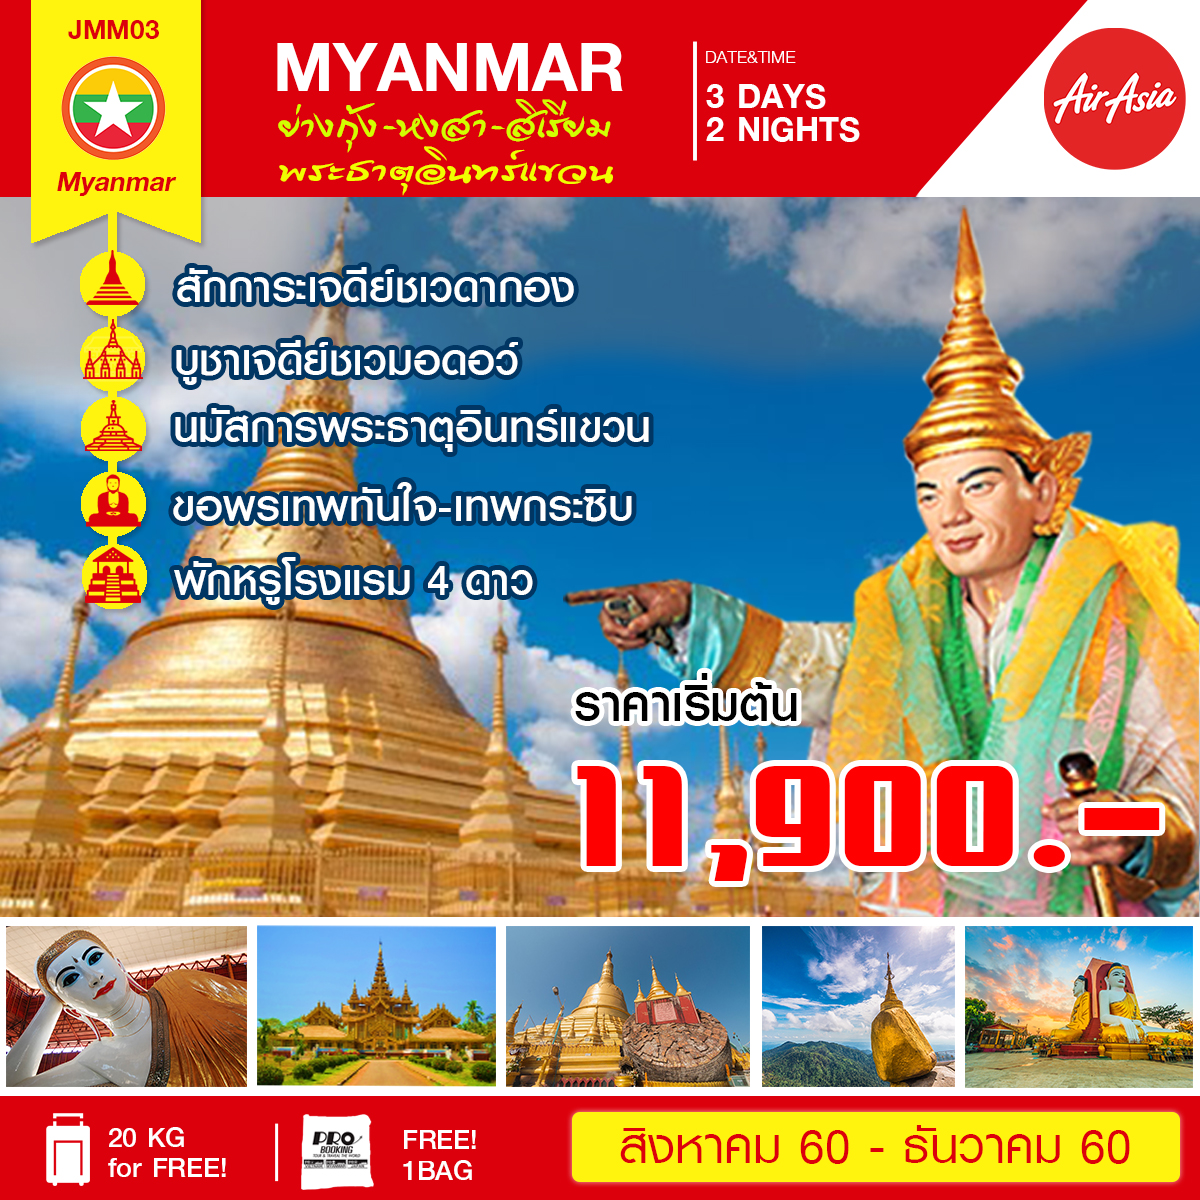 JMM03
Myanmar
MYANMAR
ย่างกุ้ง-หงสา-สิเรียม
พระธาตุอินทร์แขวน
DATE&TIME
3 DAYS
2 NIGHTS
AirAsia
สักการะเจดีย์ชเวดากอง
บูชาเจดีย์ชเวมอดอว์
นมัสการพระธาตุอินทร์แขวน
ขอพรเทพทันใจ-เทพกระซิบ
พักหรูโรงแรม 4 ดาว
ราคาเริ่มต้น
11,900.-
20 KG
for FREE!
PRO
BOOKING
TOUR & TRAVEL THE WORLD
VIETNAM MYANMAR JAPAN
FREE!
1BAG
สิงหาคม 60 - ธันวาคม 60